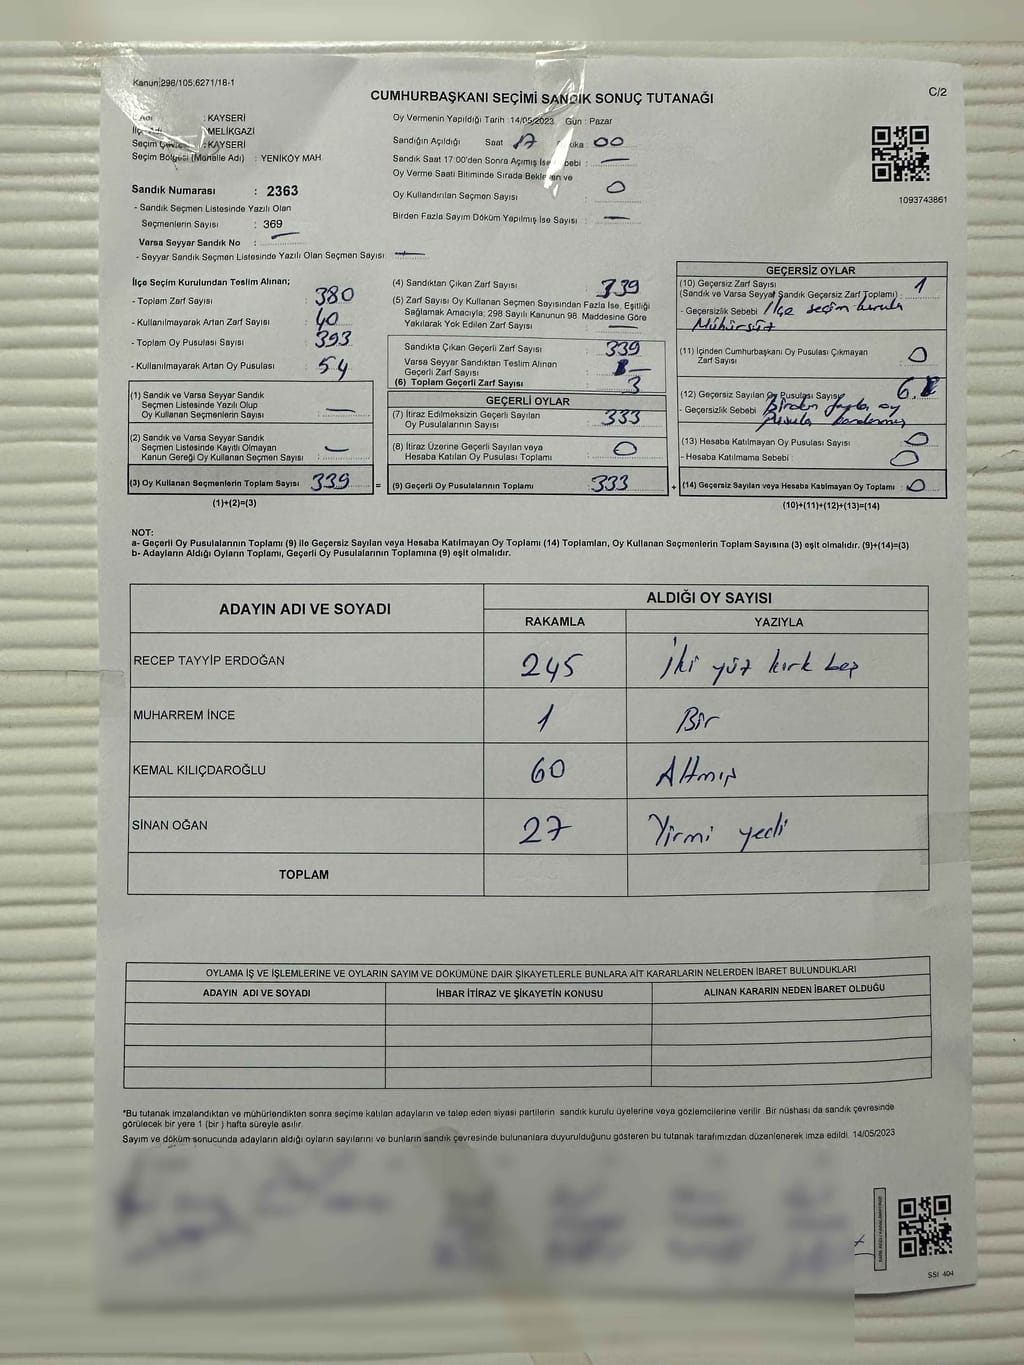 Kanun:298/105;6271/18-1
C/2
CUMHURBAŞKANI SEÇİMİ SANDIK SONUÇ TUTANAĞI
Adı : KAYSERİ
: MELİKGAZİ
Seçim Çevresi : KAYSERİ
Seçim Bölgesi (Mahalle Adı) : YENİKÖY MAH
Sandık Numarası : 2363
- Sandık Seçmen Listesinde Yazılı Olan
Seçmenlerin Sayısı : 369
Varsa Seyyar Sandık No :
- Seyyar Sandık Seçmen Listesinde Yazılı Olan Seçmen Sayısı
Oy Vermenin Yapıldığı Tarih : 14/05/2023 Gün : Pazar
Sandığın Açıldığı Saat 17 00
Sandık Saat 17:00'den Sonra Açımış İse :
Oy Verme Saati Bitiminde Sırada Bekleyen ve
Oy Kullandırılan Seçmen Sayısı : 0
Birden Fazla Sayım Döküm Yapılmış İse Sayısı :
1093743861
İlçe Seçim Kurulundan Teslim Alınan;
- Toplam Zarf Sayısı : 380
- Kullanılmayarak Artan Zarf Sayısı : 40
- Toplam Oy Pusulası Sayısı : 393
- Kullanılmayarak Artan Oy Pusulası : 54
(1) Sandık ve Varsa Seyyar Sandık
Seçmen Listesinde Yazılı Olup
Oy Kullanan Seçmenlerin Sayısı :
(2) Sandık ve Varsa Seyyar Sandık
Seçmen Listesinde Kayıtlı Olmayan
Kanun Gereği Oy Kullanan Seçmen Sayısı :
(3) Oy Kullanan Seçmenlerin Toplam Sayısı : 339 =
(1)+(2)=(3)
(4) Sandıktan Çıkan Zarf Sayısı : 339
(5) Zarf Sayısı Oy Kullanan Seçmen Sayısından Fazla İse, Eşitliği
Sağlamak Amacıyla; 298 Sayılı Kanunun 98. Maddesine Göre
Yakılarak Yok Edilen Zarf Sayısı :
Sandıkta Çıkan Geçerli Zarf Sayısı : 339
Varsa Seyyar Sandıktan Teslim Alınan
Geçerli Zarf Sayısı :
(6) Toplam Geçerli Zarf Sayısı : 3
GEÇERLİ OYLAR
(7) İtiraz Edilmeksizin Geçerli Sayılan
Oy Pusulalarının Sayısı : 333
(8) İtiraz Üzerine Geçerli Sayılan veya
Hesaba Katılan Oy Pusulası Toplamı : 0
(9) Geçerli Oy Pusulalarının Toplamı : 333 +
GEÇERSİZ OYLAR
(10) Geçersiz Zarf Sayısı
(Sandık ve Varsa Seyyar Sandık Geçersiz Zarf Toplamı) : 1
- Geçersizlik Sebebi : İlçe seçim kurulu
Mühürsüz
(11) İçinden Cumhurbaşkanı Oy Pusulası Çıkmayan
Zarf Sayısı : 0
(12) Geçersiz Sayılan Oy Pusulası Sayısı : 6
- Geçersizlik Sebebi : Birden fazla oy
pusula
(13) Hesaba Katılmayan Oy Pusulası Sayısı : 0
- Hesaba Katılmama Sebebi : 0
(14) Geçersiz Sayılan veya Hesaba Katılmayan Oy Toplamı : 0
(10)+(11)+(12)+(13)=(14)
NOT:
a- Geçerli Oy Pusulalarının Toplamı (9) ile Geçersiz Sayılan veya Hesaba Katılmayan Oy Toplamı (14) Toplamları, Oy Kullanan Seçmenlerin Toplam Sayısına (3) eşit olmalıdır. (9)+(14)=(3)
b- Adayların Aldığı Oyların Toplamı, Geçerli Oy Pusulalarının Toplamına (9) eşit olmalıdır.
ADAYIN ADI VE SOYADI
ALDIĞI OY SAYISI
RAKAMLA YAZIYLA
RECEP TAYYİP ERDOĞAN 245 İki yüz kırk beş
MUHARREM İNCE 1 Bir
KEMAL KILIÇDAROĞLU 60 Altmış
SİNAN OĞAN 27 Yirmi yedi
TOPLAM
OYLAMA İŞ VE İŞLEMLERİNE VE OYLARIN SAYIM VE DÖKÜMÜNE DAİR ŞİKAYETLERLE BUNLARA AİT KARARLARIN NELERDEN İBARET BULUNDUKLARI
ADAYIN ADI VE SOYADI İHBAR İTİRAZ VE ŞİKAYETİN KONUSU ALINAN KARARIN NEDEN İBARET OLDUĞU
*Bu tutanak imzalandıktan ve mühürlendikten sonra seçime katılan adayların ve talep eden siyasi partilerin sandık kurulu üyelerine veya gözlemcilerine verilir. Bir nüshası da sandık çevresinde
görülecek bir yere 1 (bir ) hafta süreyle asılır.
Sayım ve döküm sonucunda adayların aldığı oyların sayılarını ve bunların sandık çevresinde bulunanlara duyurulduğunu gösteren bu tutanak tarafımızdan düzenlenerek imza edildi. 14/05/2023
SSI 404